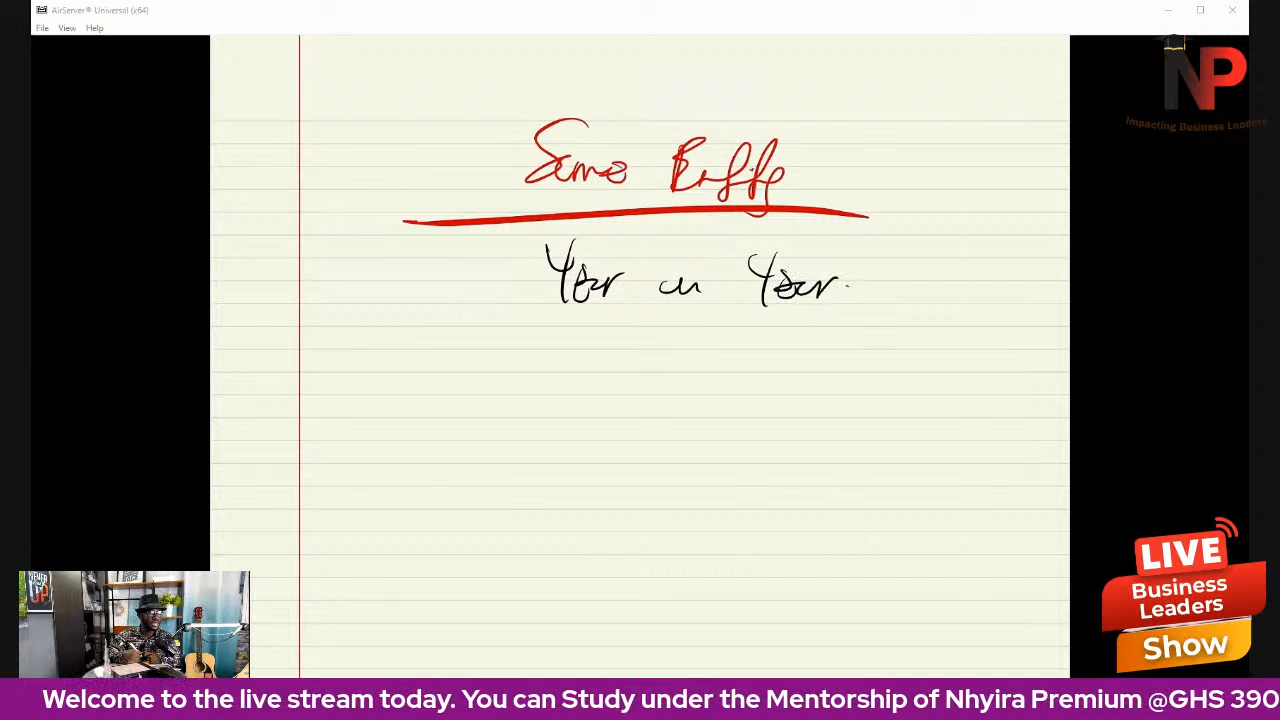 AirServer® Universal (x64)
File View Help
NP
Impacting Business Leaders
Same
Year on Year.
LIVE
Business
Leaders
Show
Welcome to the live stream today. You can Study under the Mentorship of Nhyira Premium @GHS 390